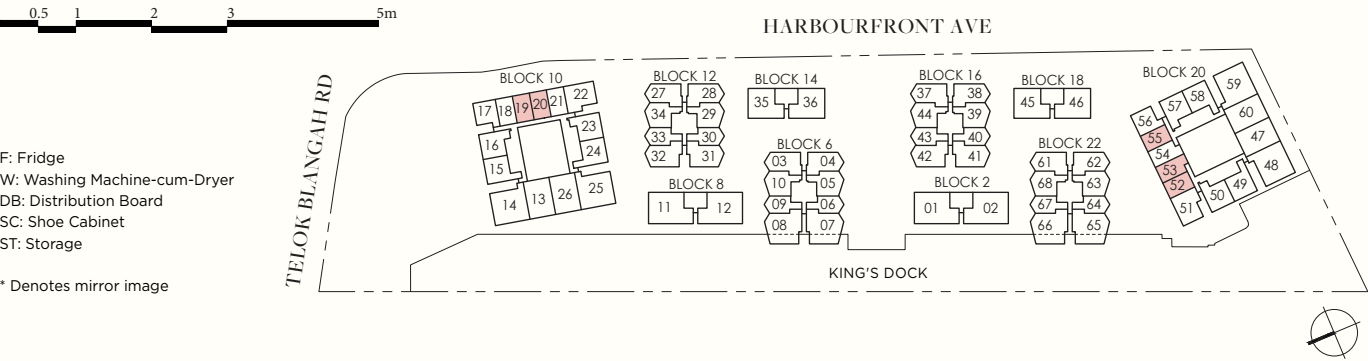 0.5 1 2 3 5m
HARBOURFRONT AVE
TELOK BLANGAH RD
F: Fridge
W: Washing Machine-cum-Dryer
DB: Distribution Board
SC: Shoe Cabinet
ST: Storage
* Denotes mirror image
BLOCK 10
17 18 19 20 21 22
16 23
15 24
14 13 26 25
BLOCK 12
27 28
34 29
33 30
32 31
BLOCK 14
35 36
BLOCK 8
11 12
BLOCK 6
03 04
10 05
09 06
08 07
BLOCK 16
37 38
44 39
43 40
42 41
BLOCK 18
45 46
BLOCK 2
01 02
BLOCK 22
61 62
68 63
67 64
66 65
BLOCK 20
56 57 58 59
55 60
54 47
53 48
52
51 50 49
KING'S DOCK